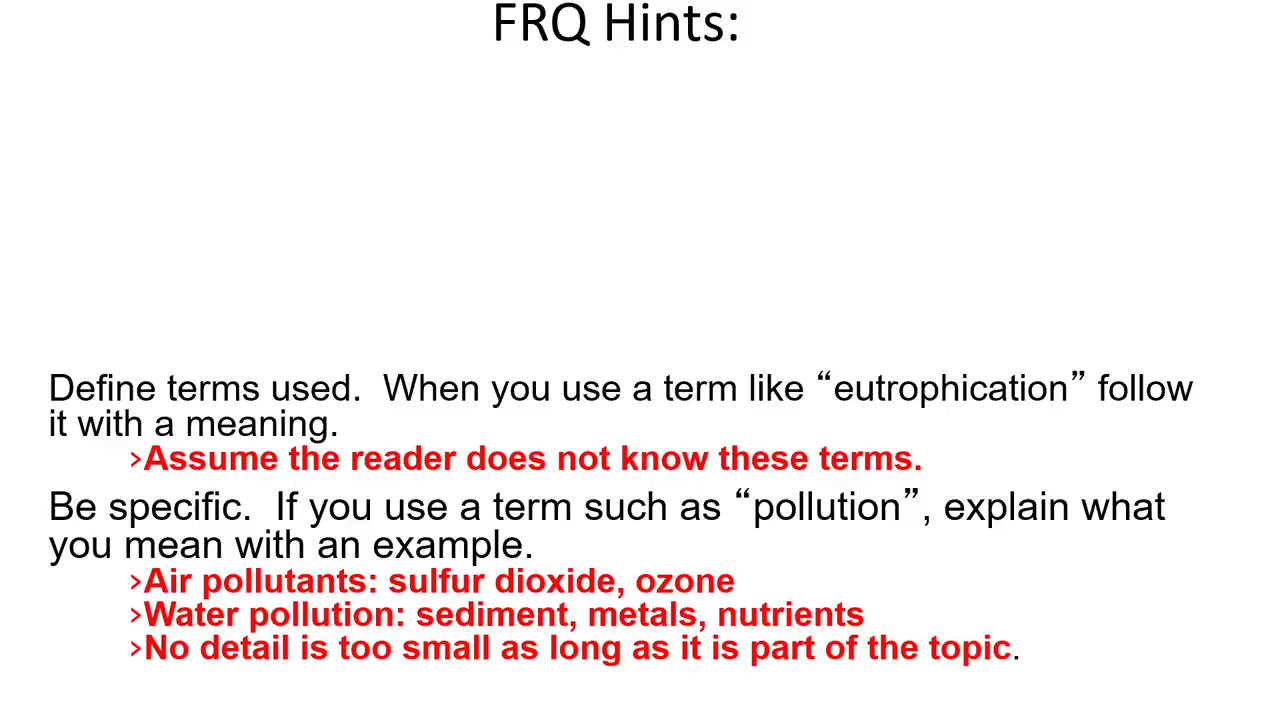 FRQ Hints:
Define terms used.  When you use a term like “eutrophication” follow
it with a meaning.
›Assume the reader does not know these terms.
Be specific.  If you use a term such as “pollution”, explain what
you mean with an example.
›Air pollutants: sulfur dioxide, ozone
›Water pollution: sediment, metals, nutrients
›No detail is too small as long as it is part of the topic.